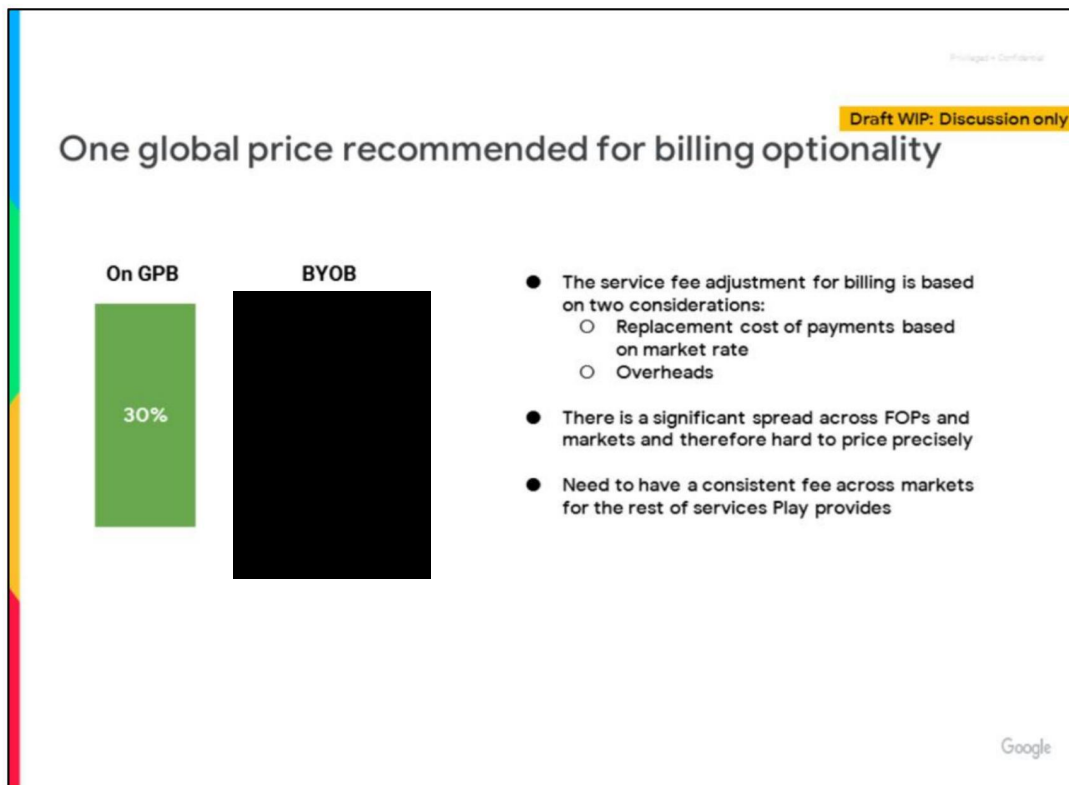 Privileged + Confidential
Draft WIP: Discussion only
One global price recommended for billing optionality
On GPB
BYOB
30%
● The service fee adjustment for billing is based
on two considerations:
○ Replacement cost of payments based
on market rate
○ Overheads
● There is a significant spread across FOPs and
markets and therefore hard to price precisely
● Need to have a consistent fee across markets
for the rest of services Play provides
Google